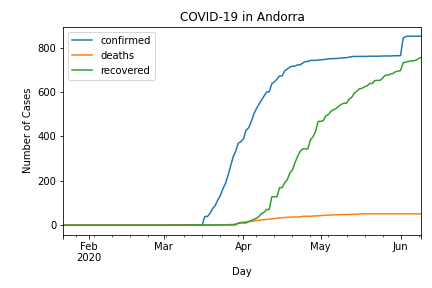 COVID-19 in Andorra
confirmed
deaths
recovered
Number of Cases
800
600
400
200
0
Feb
2020
Mar
Apr
May
Jun
Day